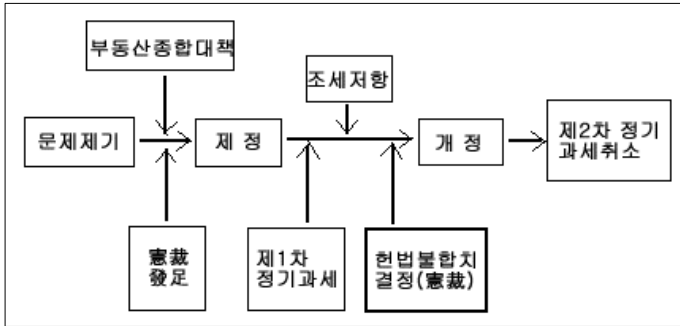 부동산종합대책
조세저항
문제제기
제 정
개 정
제2차 정기
과세취소
憲裁
發足
제1차
정기과세
헌법불합치
결정(憲裁)